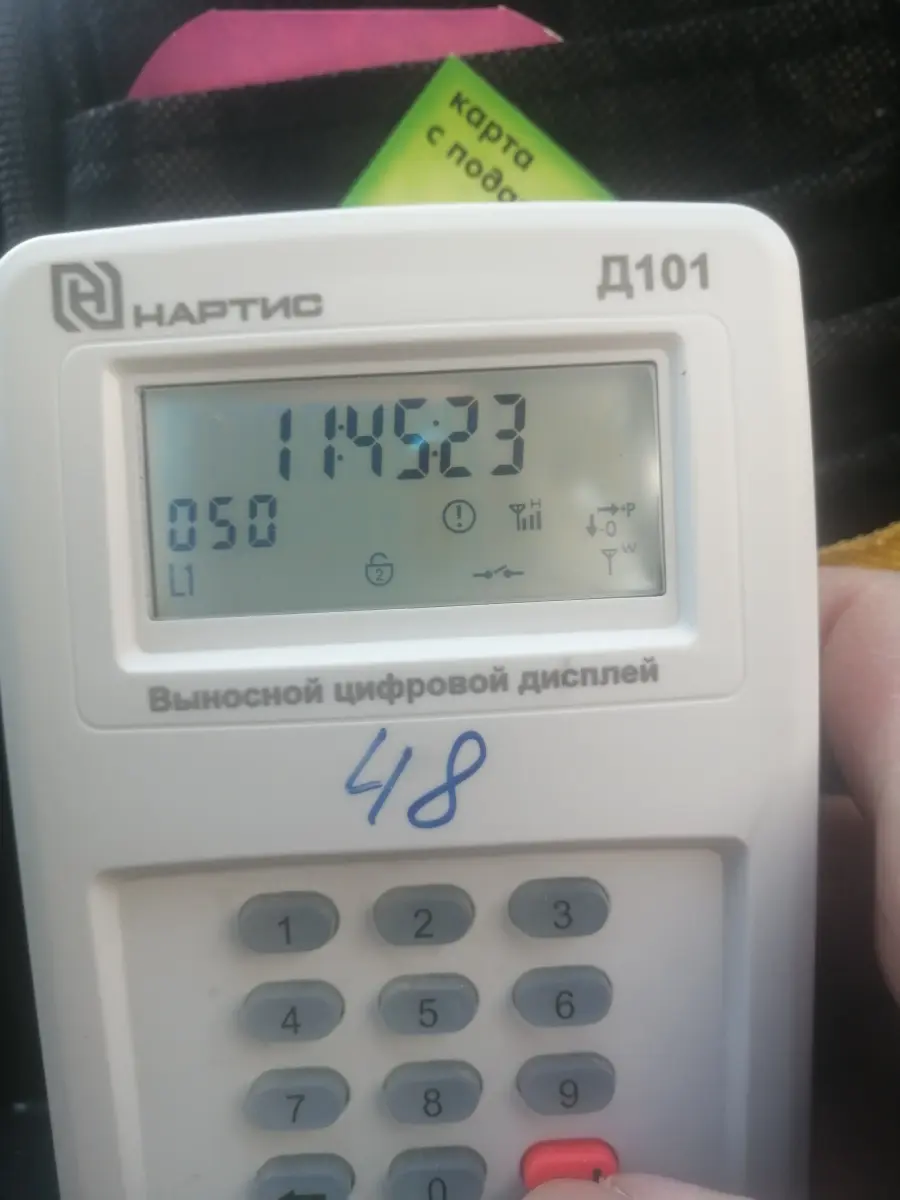 карта
с пода
НАРТИС
Д101
11:45:23
050
H
P
Q
L1
2
W
Выносной цифровой дисплей
48
1 2 3
4 5 6
7 8 9
0